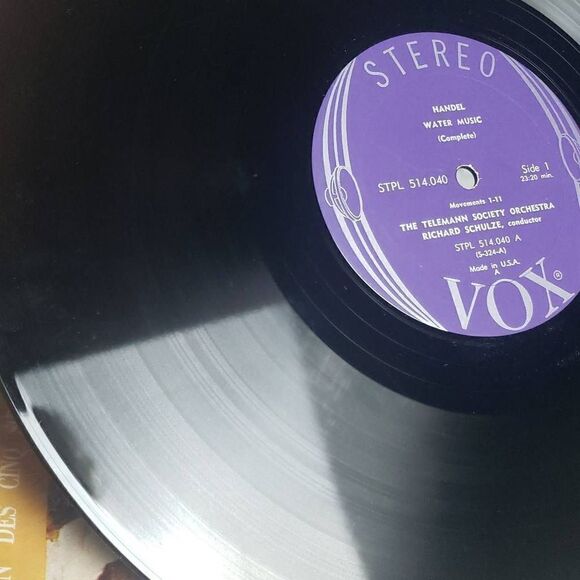 STEREO
HANDEL
WATER MUSIC
(Complete)
STPL 514.040
Side 1
23:20 min.
Movements 1-11
THE TELEMANN SOCIETY ORCHESTRA
RICHARD SCHULZE, conductor
STPL 514.040 A
(S-324-A)
Made in U.S.A.
A
VOX®
N DES CINQ